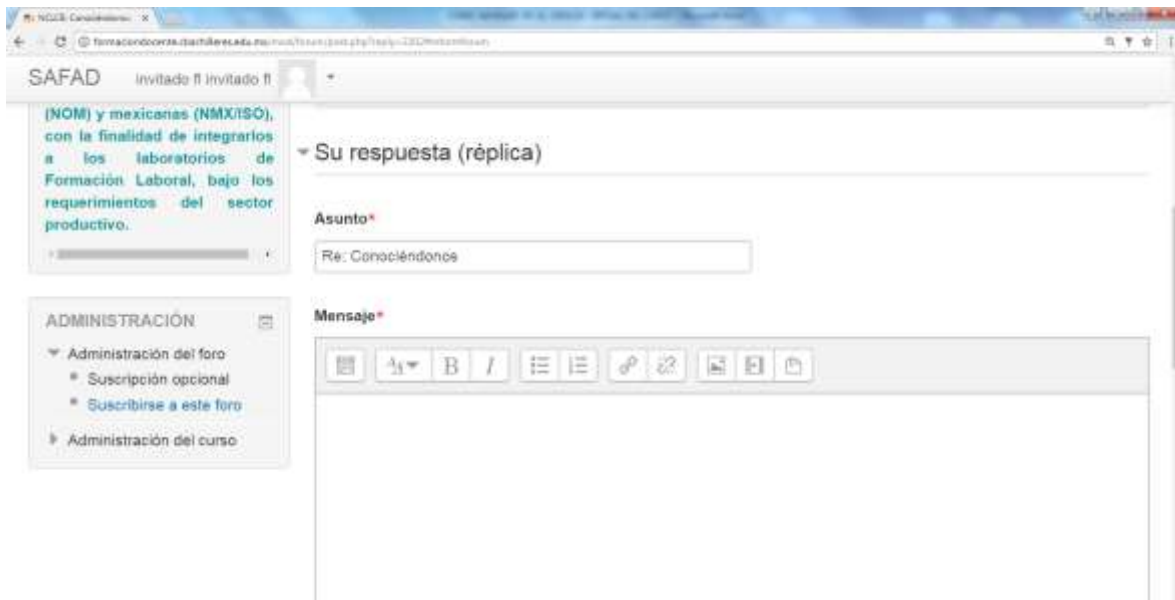 SAFAD invitado fl invitado fl
(NOM) y mexicanas (NMX/ISO),
con la finalidad de integrarlos
a los laboratorios de
Formación Laboral, bajo los
requerimientos del sector
productivo.
ADMINISTRACIÓN
Administración del foro
Suscripción opcional
Suscribirse a este foro
Administración del curso
Su respuesta (réplica)
Asunto*
Re: Conociéndonos
Mensaje*
B I